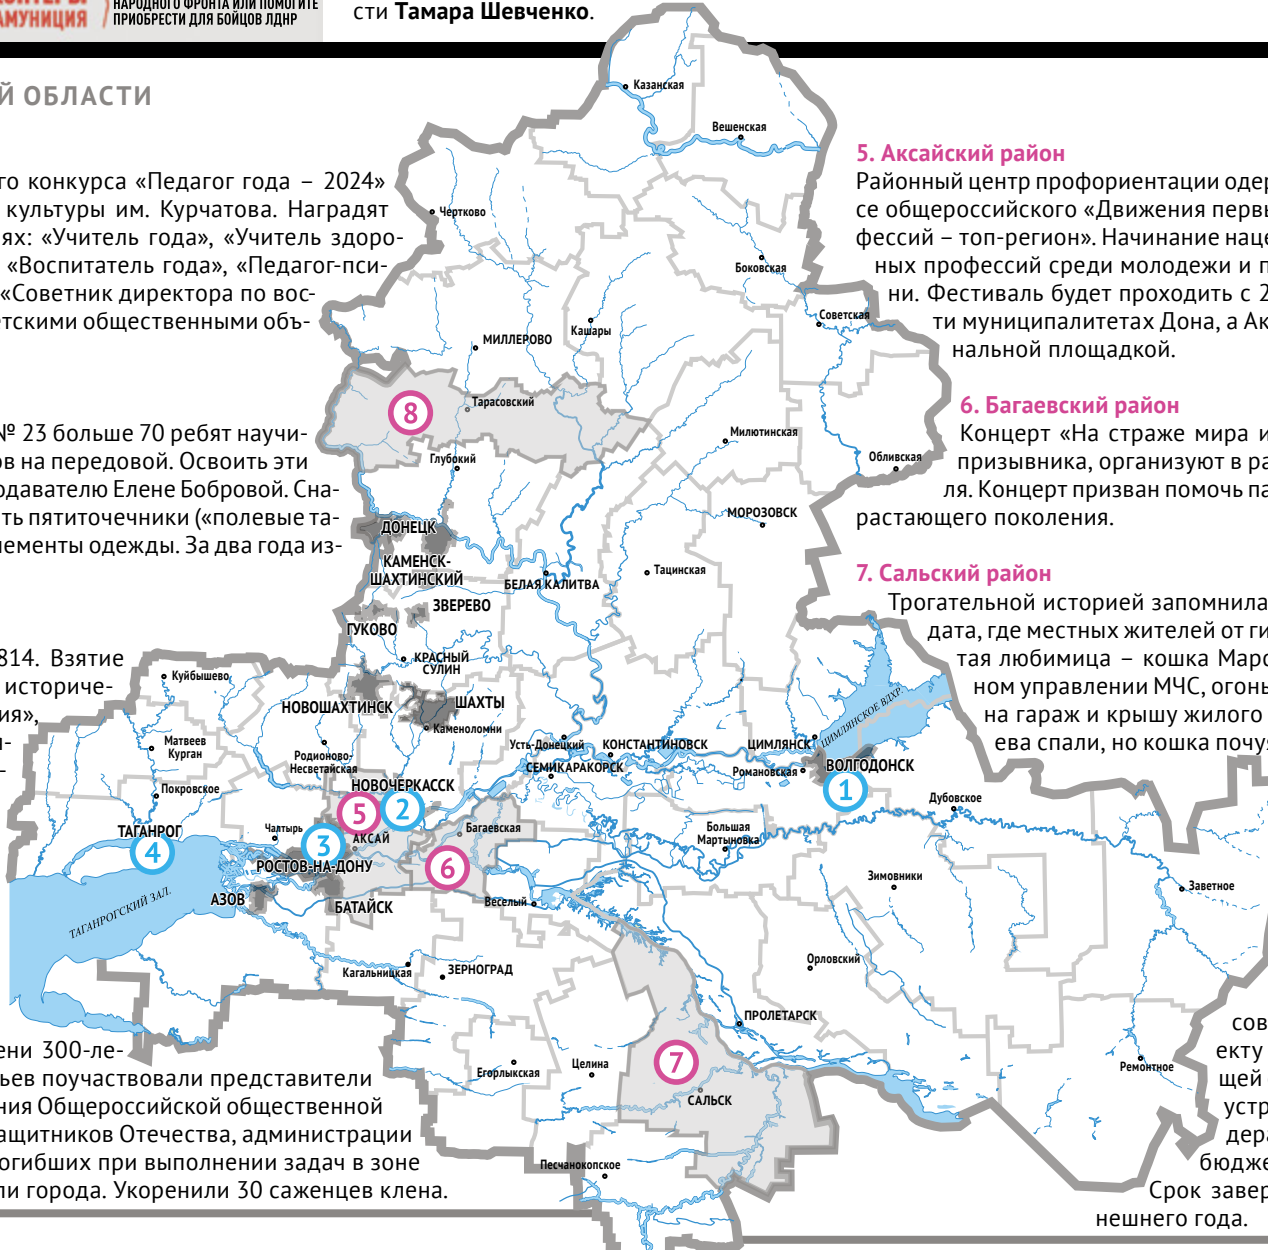 АМУНИЦИЯ
НАРОДНОГО ФРОНТА ИЛИ ПОМОГИТЕ
ПРИОБРЕСТИ ДЛЯ БОЙЦОВ ЛДНР
сти Тамара Шевченко.
Й ОБЛАСТИ
го конкурса «Педагог года – 2024»
культуры им. Курчатова. Наградят
ях: «Учитель года», «Учитель здоро-
«Воспитатель года», «Педагог-пси-
«Советник директора по вос-
етскими общественными объ-
№ 23 больше 70 ребят научи-
ов на передовой. Освоить эти
одавателю Елене Бобровой. Сна-
ть пятиточечники («полевые та-
лементы одежды. За два года из-
814. Взятие
историче-
ия»,
ени 300-ле-
ьев поучаствовали представители
ния Общероссийской общественной
ащитников Отечества, администрации
огибших при выполнении задач в зоне
ли города. Укоренили 30 саженцев клена.
5. Аксайский район
Районный центр профориентации одер
се общероссийского «Движения первы
фессий – топ-регион». Начинание наце
ных профессий среди молодежи и п
ни. Фестиваль будет проходить с 2
ти муниципалитетах Дона, а Ак
нальной площадкой.
6. Багаевский район
Концерт «На страже мира и
призывника, организуют в ра
ля. Концерт призван помочь па
растающего поколения.
7. Сальский район
Трогательной историей запомнила
дата, где местных жителей от ги
тая любимица – кошка Марс
ном управлении МЧС, огонь
на гараж и крышу жилого
ева спали, но кошка почуя
сов
екту
щей
устр
дера
бюдже
Срок завер
нешнего года.
Казанская
Вешенская
Чертково
Боковская
Советская
Кашары
МИЛЛЕРОВО
8
Тарасовский
Милютинская
Обливская
Глубокий
МОРОЗОВСК
ДОНЕЦК
КАМЕНСК-
ШАХТИНСКИЙ
БЕЛАЯ КАЛИТВА
Тацинская
ЗВЕРЕВО
ГУКОВО
КРАСНЫЙ
СУЛИН
Куйбышево
НОВОШАХТИНСК
ШАХТЫ
Каменоломни
ЦИМЛЯНСКОЕ ВДХР.
Матвеев
Курган
Родионово-
Несветайская
Усть-Донецкий
КОНСТАНТИНОВСК
ЦИМЛЯНСК
СЕМИКАРАКОРСК
Романовская
ВОЛГОДОНСК
1
Покровское
НОВОЧЕРКАССК
5
2
Дубовское
ТАГАНРОГ
4
Чалтырь
3
АКСАЙ
Багаевская
Большая
Мартыновка
РОСТОВ-НА-ДОНУ
6
Зимовники
Заветное
ТАГАНРОГСКИЙ ЗАЛ.
АЗОВ
БАТАЙСК
Веселый
Кагальницкая
ЗЕРНОГРАД
Орловский
ПРОЛЕТАРСК
Егорлыкская
Целина
7
Ремонтное
САЛЬСК
Песчанокопское